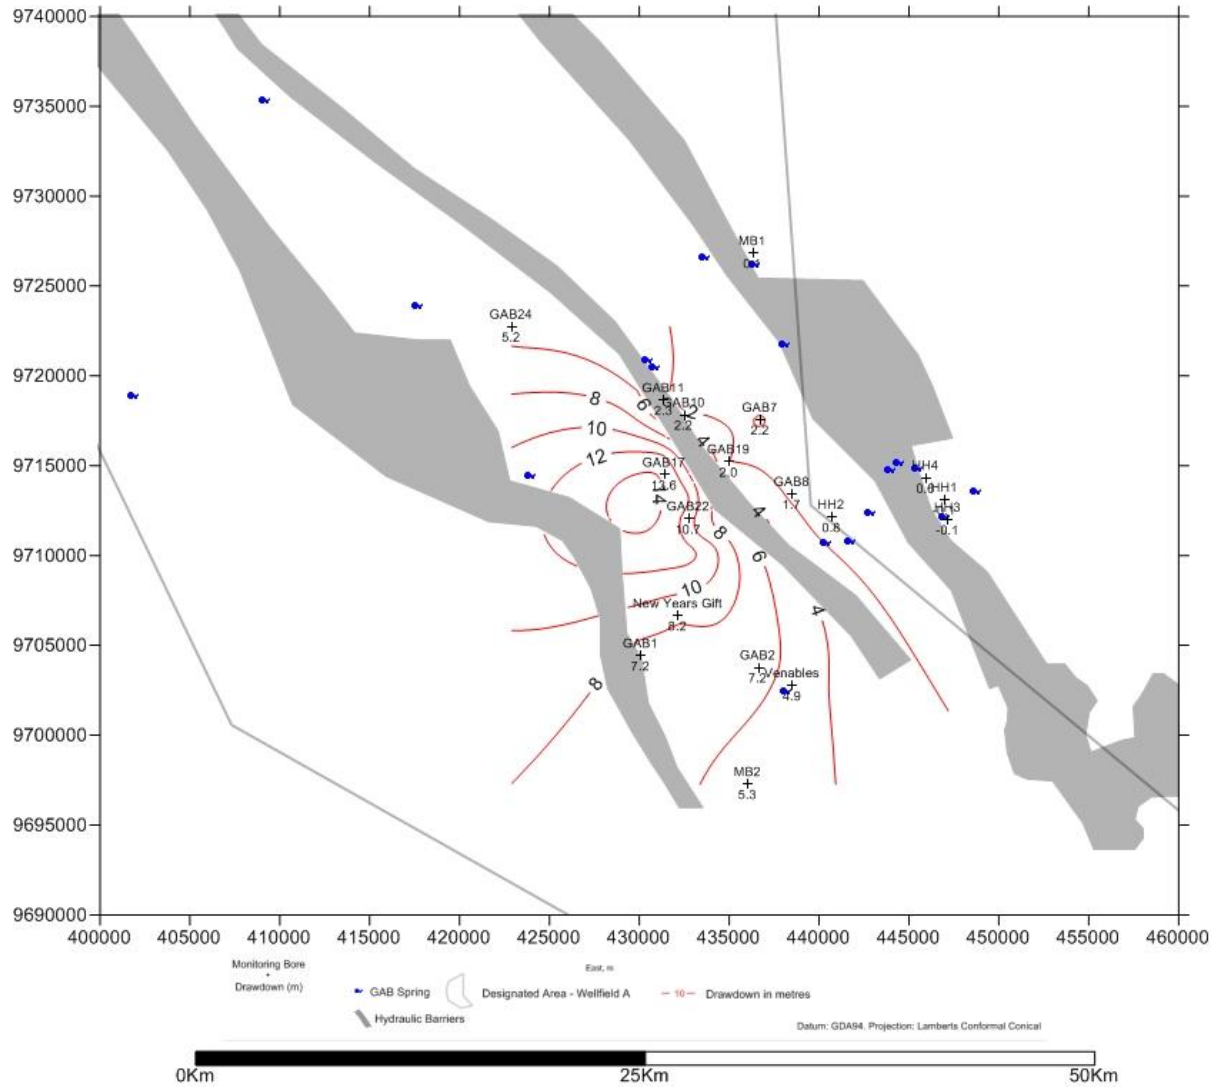 9740000
9735000
9730000
MB1
9725000
GAB24
5.2
9720000
GAB11
2.3
GAB10
2.2
GAB7
2.2
6
2
8
10
4
12
GAB19
2.0
9715000
GAB17
13.6
14
HH4
GAB8
1.7
HH1
HH2
0.8
HH3
-0.1
GAB22
10.7
4
8
9710000
6
10
New Years Gift
8.2
4
9705000
GAB1
7.2
GAB2
7.2
Venables
4.9
8
9700000
MB2
5.3
9695000
9690000
400000 405000 410000 415000 420000 425000 430000 435000 440000 445000 450000 455000 460000
East, m
Monitoring Bore
Drawdown (m)
GAB Spring
Designated Area - Wellfield A
10 Drawdown in metres
Hydraulic Barriers
Datum: GDA94. Projection: Lamberts Conformal Conical
0Km 25Km 50Km